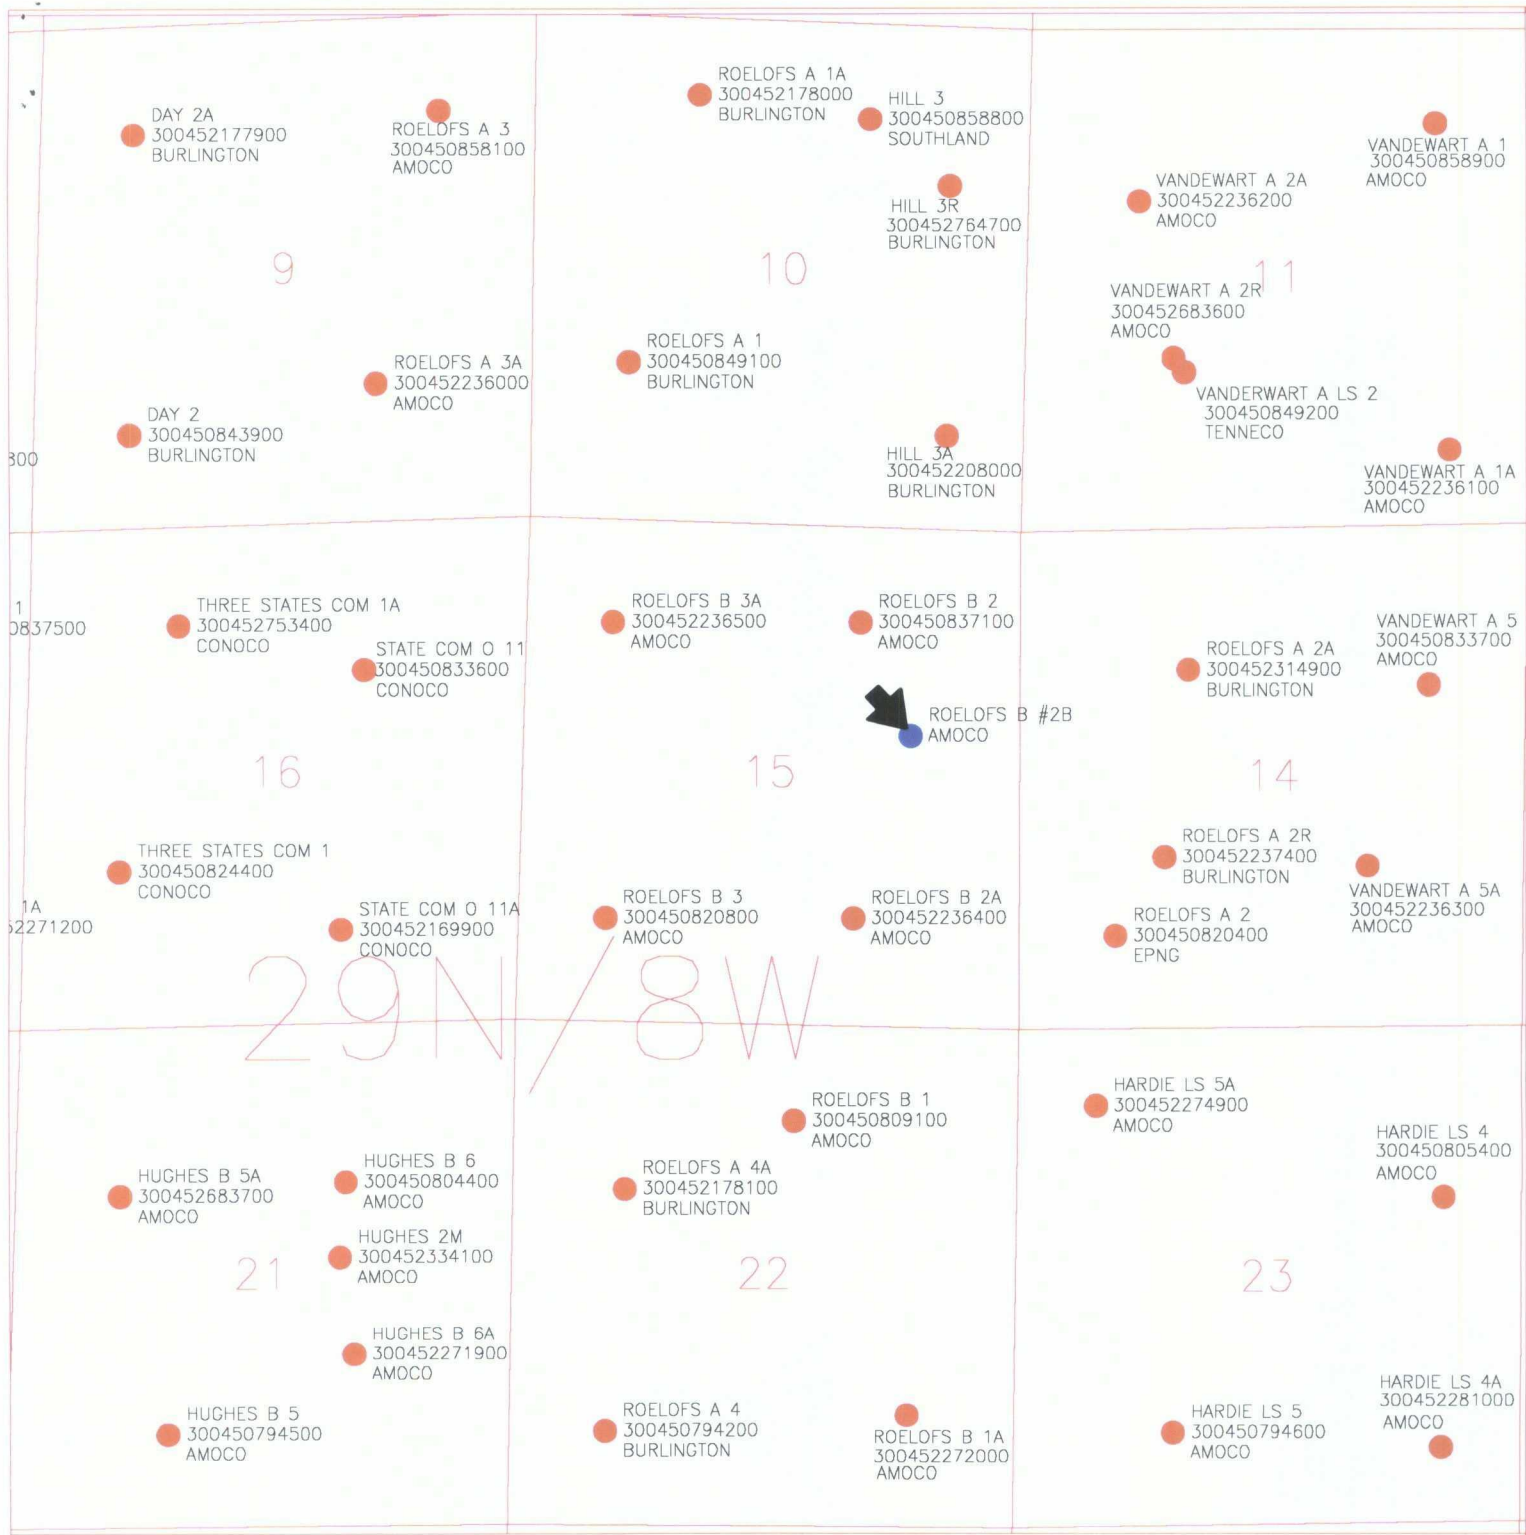 ROELOFS A 1A
300452178000
BURLINGTON
HILL 3
300450858800
SOUTHLAND
DAY 2A
300452177900
BURLINGTON
ROELOFS A 3
300450858100
AMOCO
VANDEWART A 1
300450858900
AMOCO
VANDEWART A 2A
300452236200
AMOCO
HILL 3R
300452764700
BURLINGTON
9
10
11
VANDEWART A 2R
300452683600
AMOCO
ROELOFS A 1
300450849100
BURLINGTON
ROELOFS A 3A
300452236000
AMOCO
VANDERWART A LS 2
300450849200
TENNECO
DAY 2
300450843900
BURLINGTON
300
HILL 3A
300452208000
BURLINGTON
VANDEWART A 1A
300452236100
AMOCO
1
0837500
THREE STATES COM 1A
300452753400
CONOCO
ROELOFS B 3A
300452236500
AMOCO
ROELOFS B 2
300450837100
AMOCO
VANDEWART A 5
300450833700
AMOCO
STATE COM O 11
300450833600
CONOCO
ROELOFS A 2A
300452314900
BURLINGTON
ROELOFS B #2B
AMOCO
16
15
14
THREE STATES COM 1
300450824400
CONOCO
ROELOFS A 2R
300452237400
BURLINGTON
VANDEWART A 5A
300452236300
AMOCO
1A
52271200
STATE COM O 11A
300452169900
CONOCO
ROELOFS B 3
300450820800
AMOCO
ROELOFS B 2A
300452236400
AMOCO
ROELOFS A 2
300450820400
EPNG
29N/8W
HARDIE LS 5A
300452274900
AMOCO
ROELOFS B 1
300450809100
AMOCO
HARDIE LS 4
300450805400
AMOCO
HUGHES B 5A
300452683700
AMOCO
HUGHES B 6
300450804400
AMOCO
ROELOFS A 4A
300452178100
BURLINGTON
HUGHES 2M
300452334100
AMOCO
21
22
23
HUGHES B 6A
300452271900
AMOCO
HARDIE LS 4A
300452281000
AMOCO
HUGHES B 5
300450794500
AMOCO
ROELOFS A 4
300450794200
BURLINGTON
ROELOFS B 1A
300452272000
AMOCO
HARDIE LS 5
300450794600
AMOCO